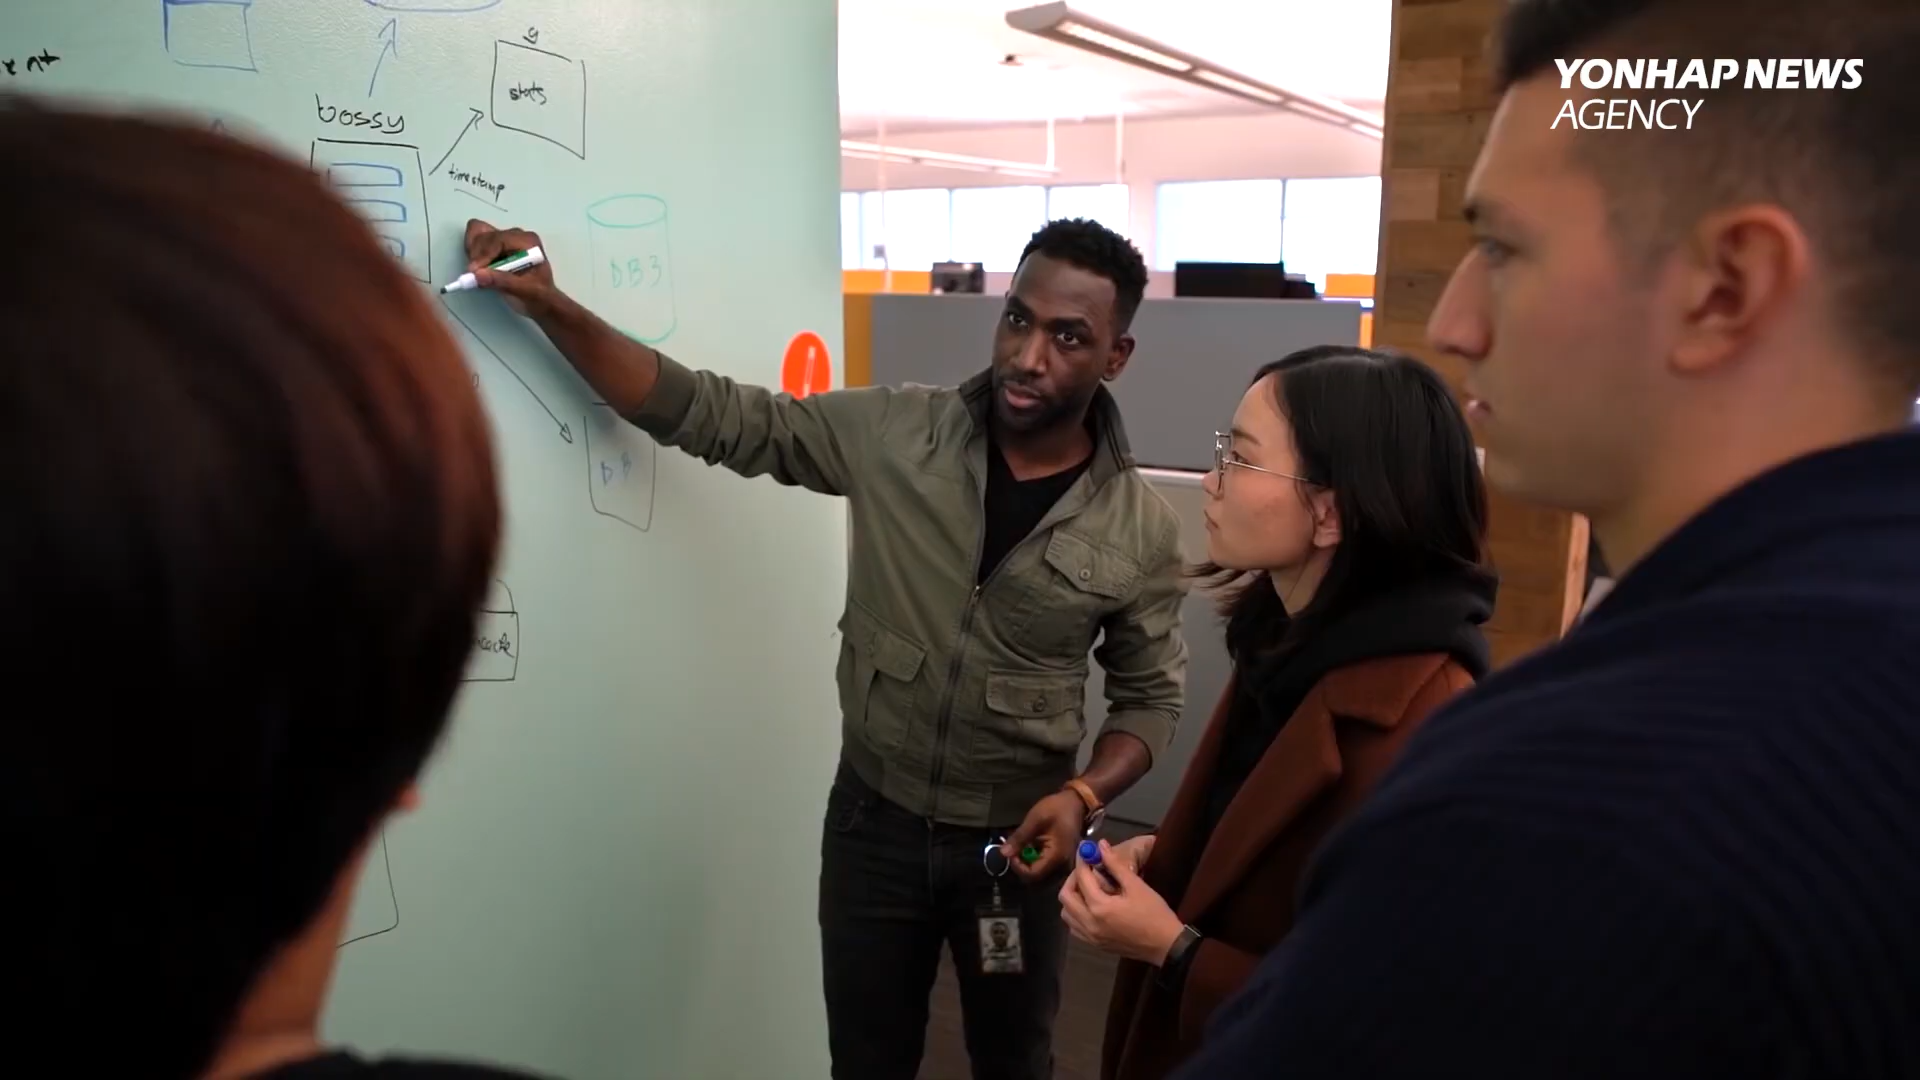 YONHAP NEWS
AGENCY
g
stats
bossy
timestamp
DB3
DB